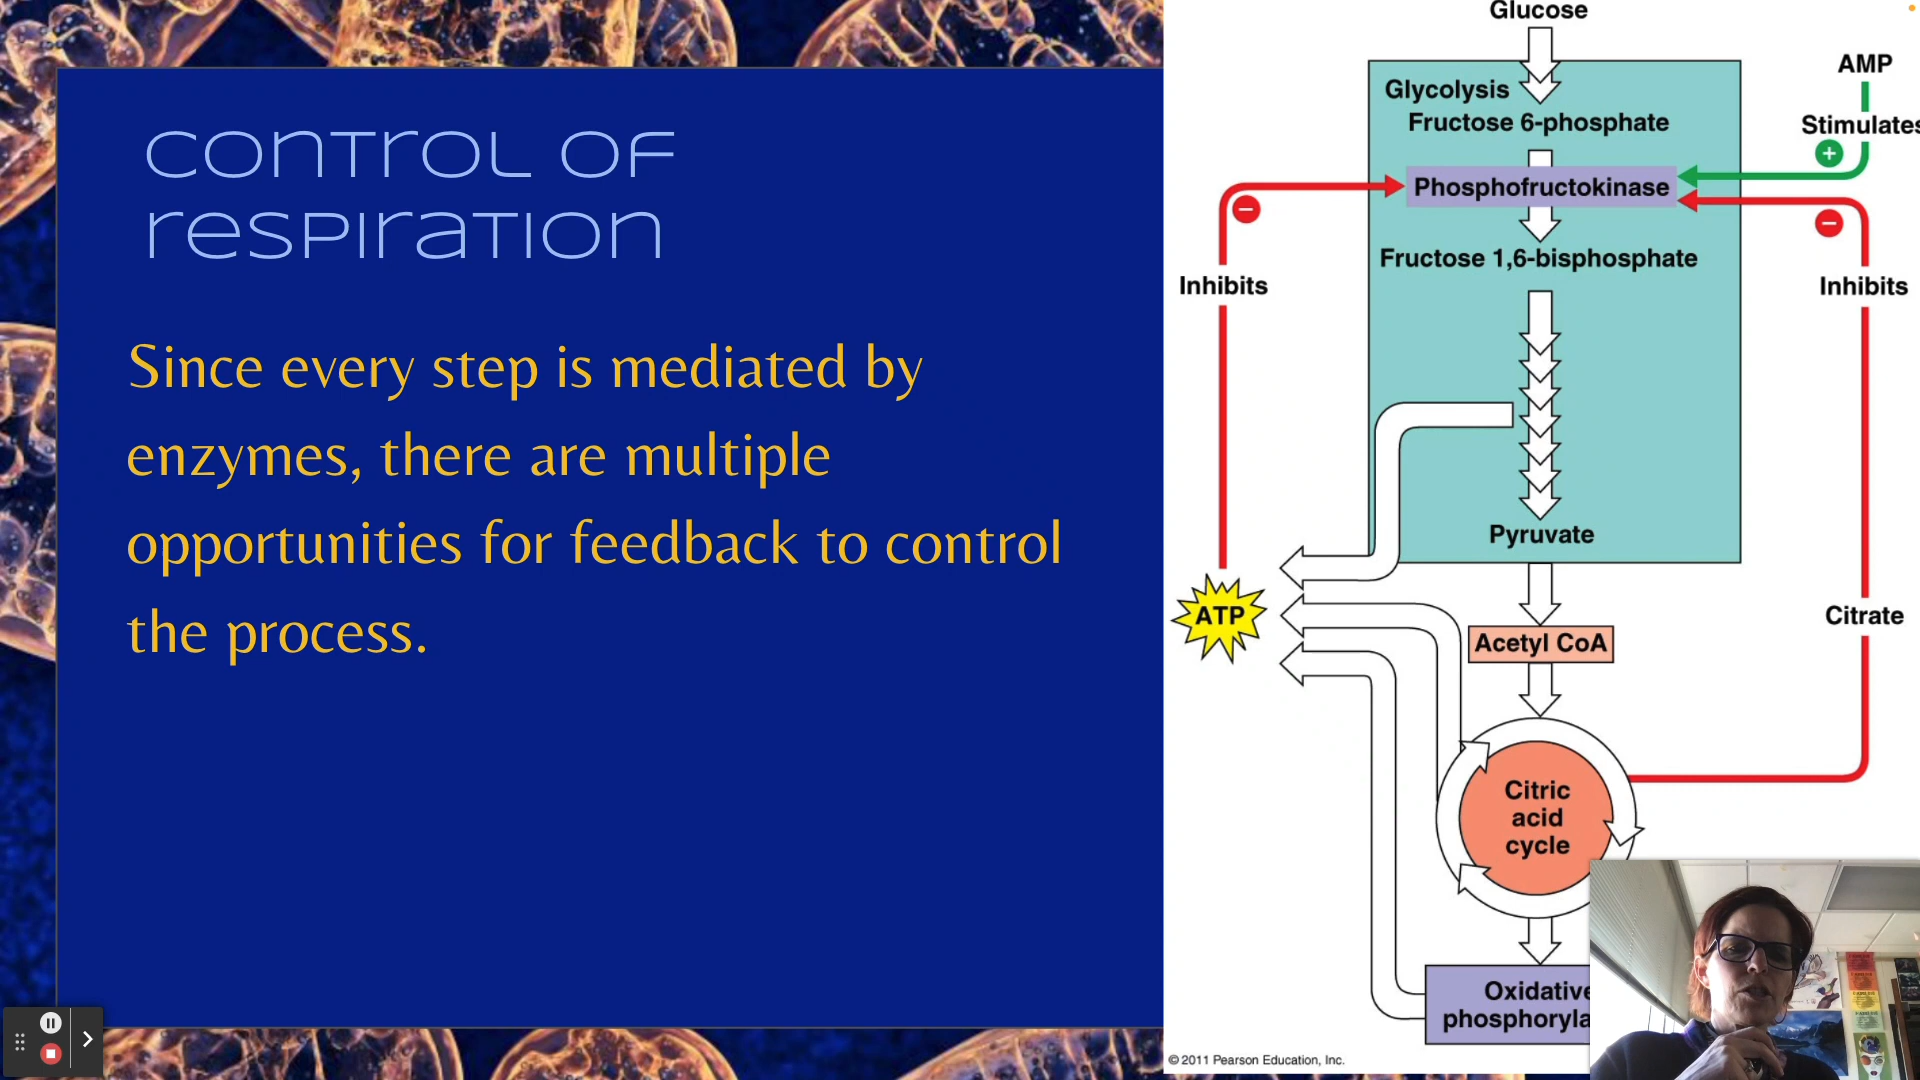 control of
respiration
Since every step is mediated by
enzymes, there are multiple
opportunities for feedback to control
the process.
Glucose
AMP
Glycolysis
Fructose 6-phosphate
Stimulates
+
Phosphofructokinase
−
−
Fructose 1,6-bisphosphate
Inhibits
Inhibits
Pyruvate
ATP
Citrate
Acetyl CoA
Citric
acid
cycle
Oxidative
phosphoryla
© 2011 Pearson Education, Inc.